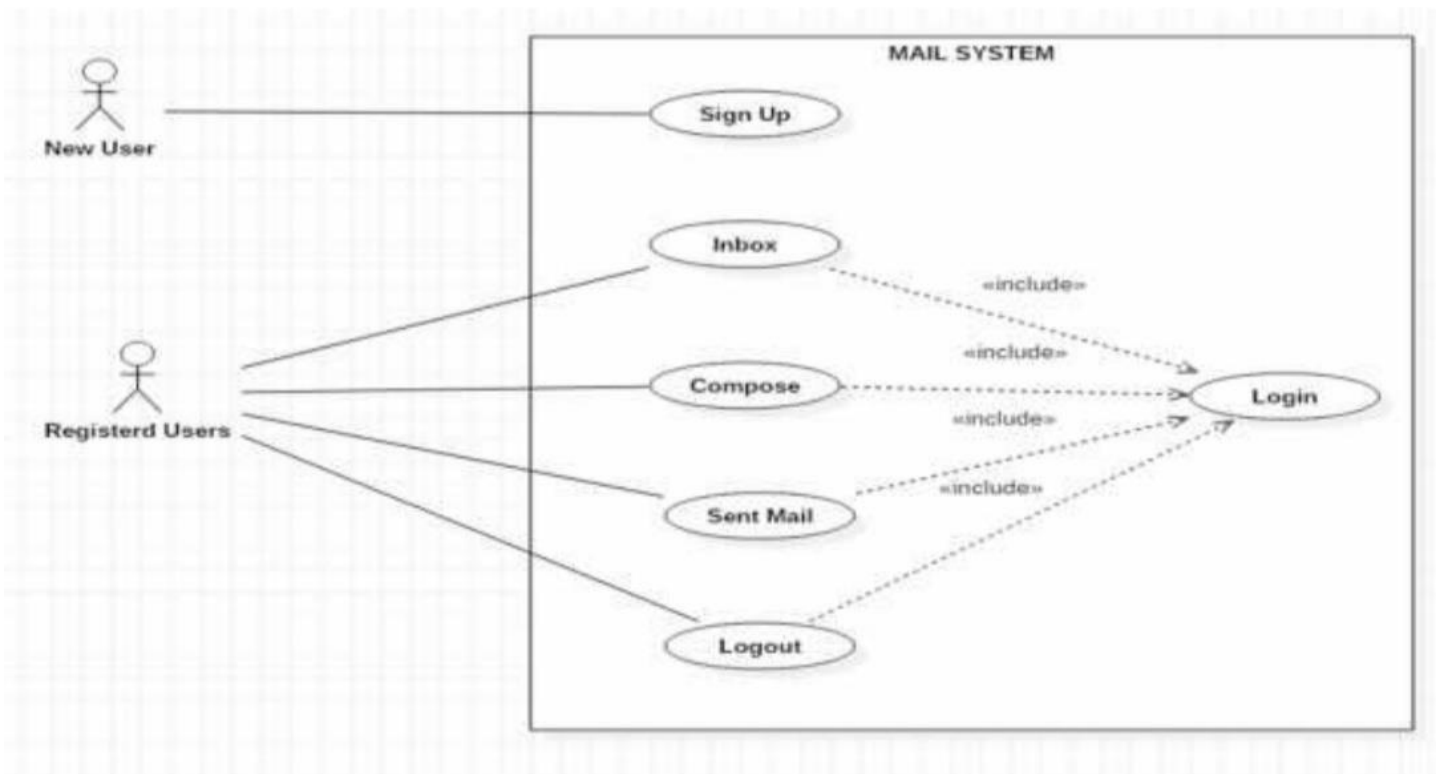 MAIL SYSTEM
Sign Up
New User
Inbox
«include»
«include»
Compose
Login
«include»
Registerd Users
«include»
Sent Mail
Logout